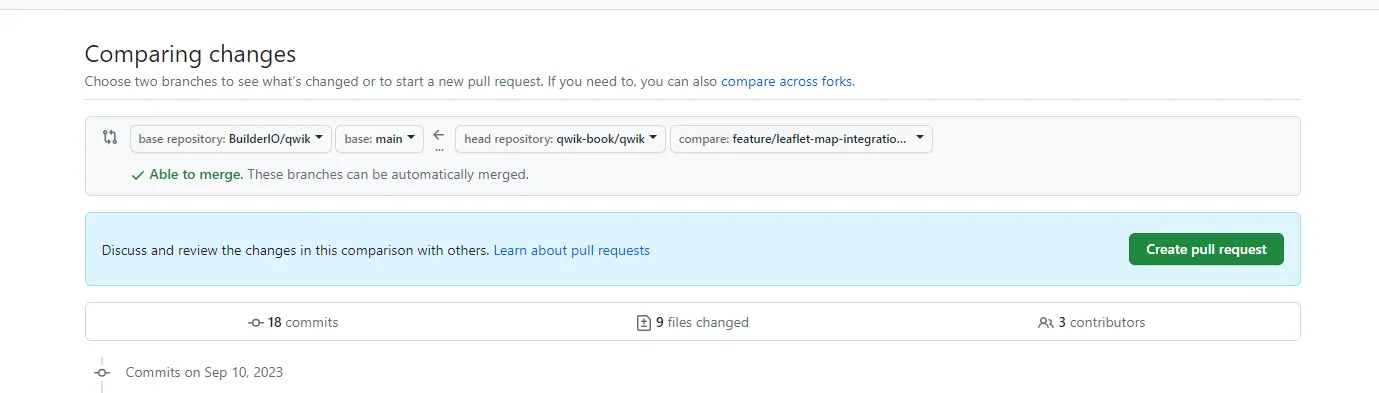 Comparing changes
Choose two branches to see what's changed or to start a new pull request. If you need to, you can also compare across forks.
base repository: BuilderIO/qwik base: main ... head repository: qwik-book/qwik compare: feature/leaflet-map-integratio...
Able to merge. These branches can be automatically merged.
Discuss and review the changes in this comparison with others. Learn about pull requests Create pull request
18 commits 9 files changed 3 contributors
Commits on Sep 10, 2023